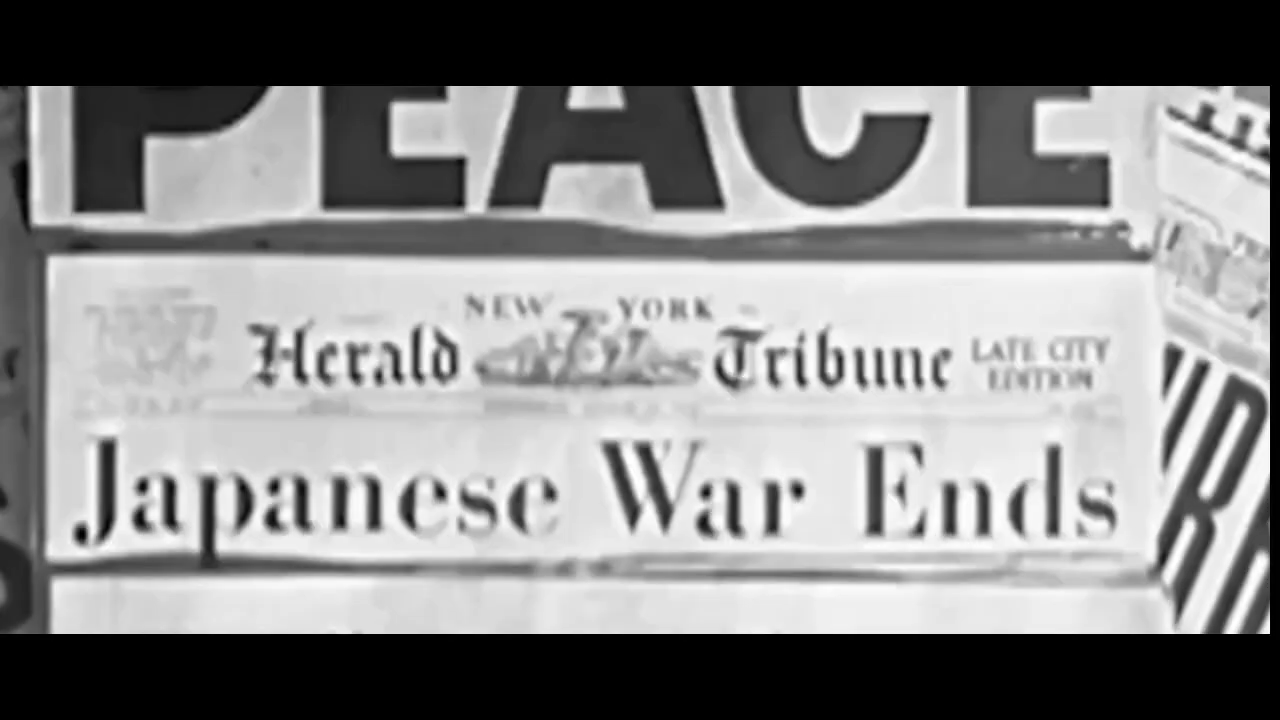 PEACE
NEW YORK
Herald Tribune
LATE CITY
EDITION
Japanese War Ends